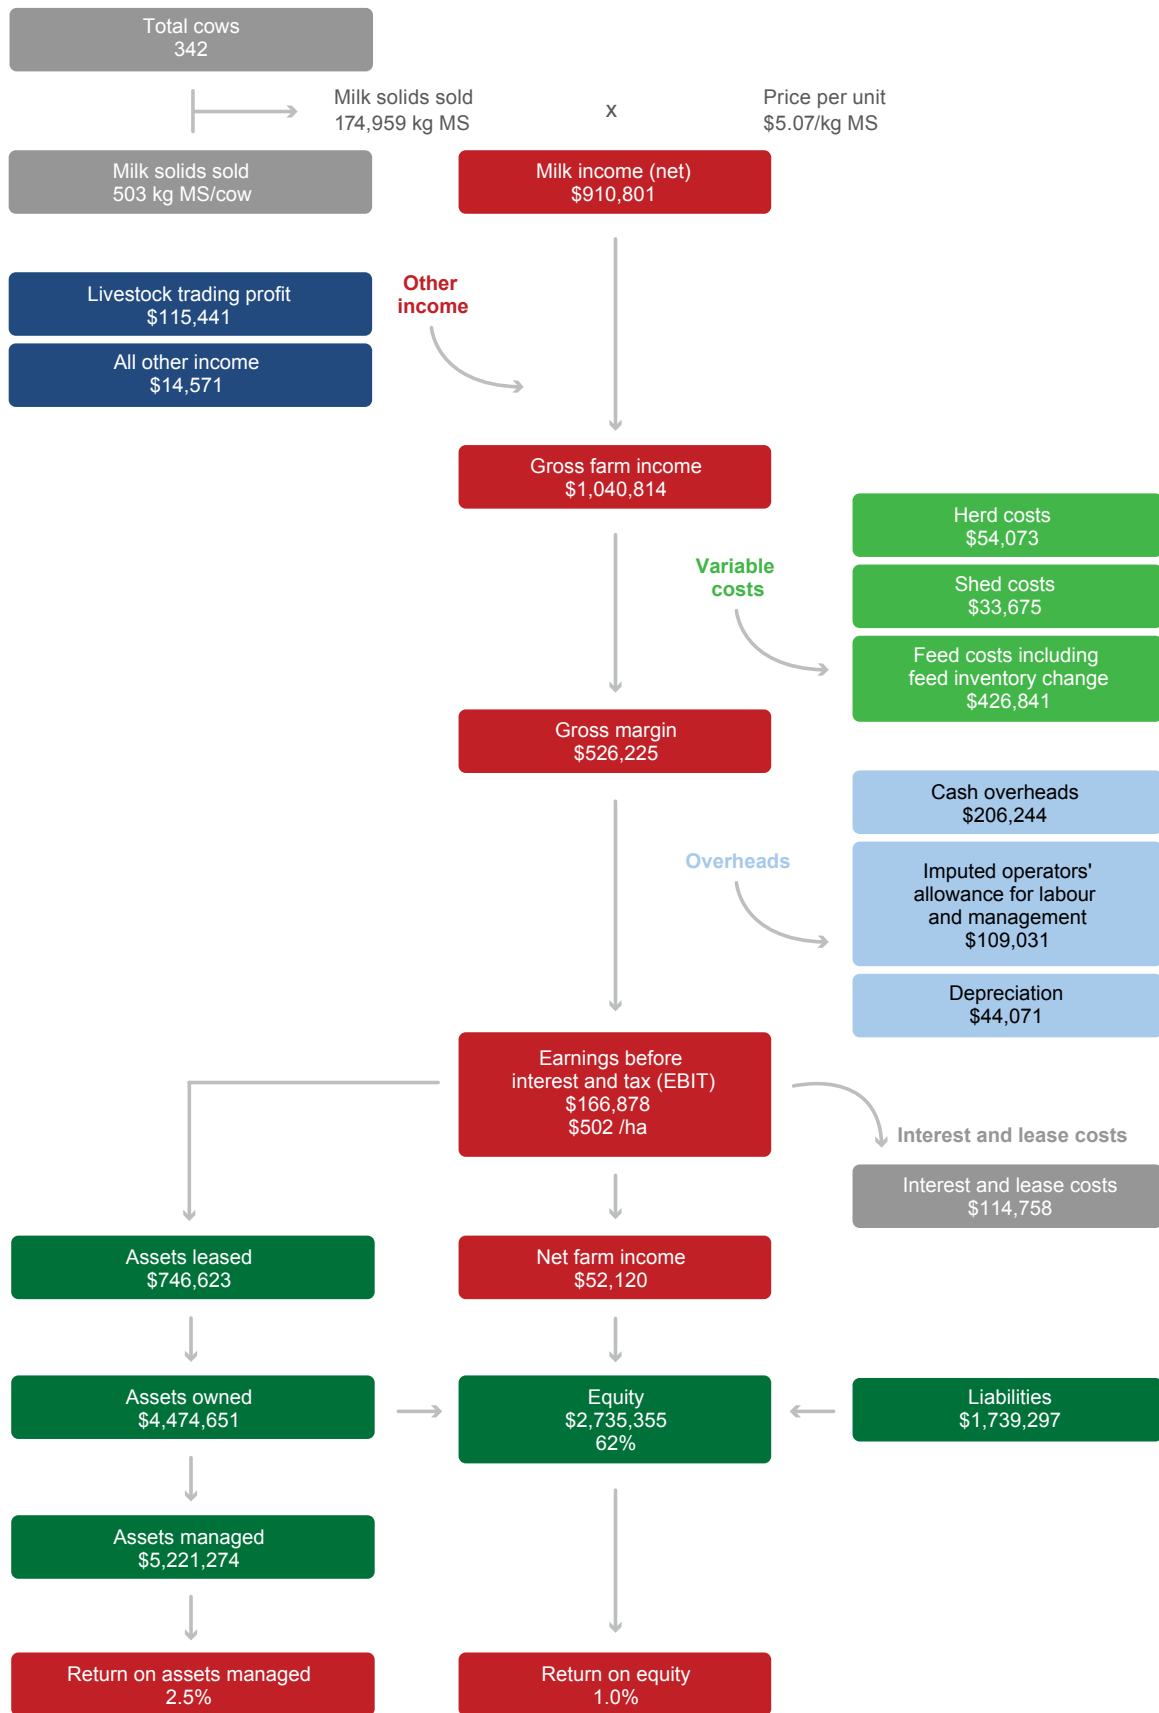 Total cows
342
Milk solids sold
174,959 kg MS
x
Price per unit
$5.07/kg MS
Milk solids sold
503 kg MS/cow
Milk income (net)
$910,801
Livestock trading profit
$115,441
All other income
$14,571
Other
income
Gross farm income
$1,040,814
Variable
costs
Herd costs
$54,073
Shed costs
$33,675
Feed costs including
feed inventory change
$426,841
Gross margin
$526,225
Overheads
Cash overheads
$206,244
Imputed operators'
allowance for labour
and management
$109,031
Depreciation
$44,071
Earnings before
interest and tax (EBIT)
$166,878
$502 /ha
Interest and lease costs
Interest and lease costs
$114,758
Assets leased
$746,623
Net farm income
$52,120
Assets owned
$4,474,651
Equity
$2,735,355
62%
Liabilities
$1,739,297
Assets managed
$5,221,274
Return on assets managed
2.5%
Return on equity
1.0%